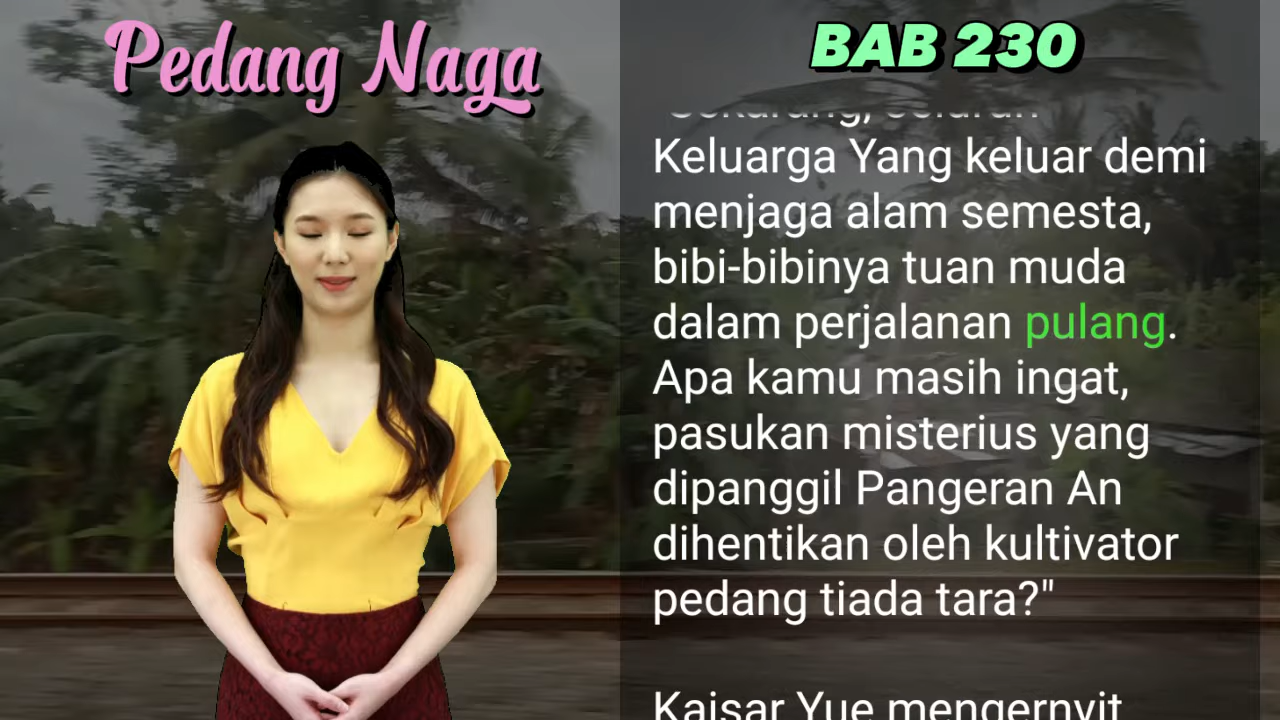 Pedang Naga
BAB 230
Keluarga Yang keluar demi
menjaga alam semesta,
bibi-bibinya tuan muda
dalam perjalanan pulang.
Apa kamu masih ingat,
pasukan misterius yang
dipanggil Pangeran An
dihentikan oleh kultivator
pedang tiada tara?"
Kaisar Yue mengernyit